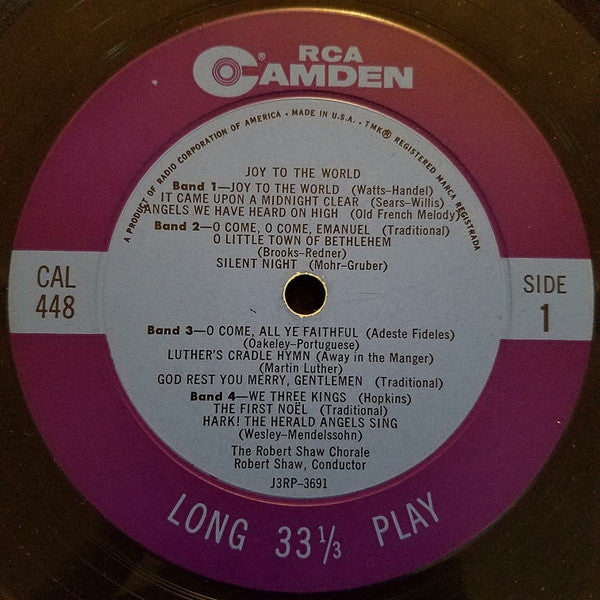 RCA
CAMDEN
A PRODUCT OF RADIO CORPORATION OF AMERICA • MADE IN U.S.A. • TMK® REGISTERED MARCA REGISTRADA
JOY TO THE WORLD
Band 1—JOY TO THE WORLD (Watts-Handel)
IT CAME UPON A MIDNIGHT CLEAR (Sears-Willis)
ANGELS WE HAVE HEARD ON HIGH (Old French Melody)
Band 2—O COME, O COME, EMANUEL (Traditional)
O LITTLE TOWN OF BETHLEHEM
(Brooks-Redner)
SILENT NIGHT (Mohr-Gruber)
CAL
448
SIDE
1
Band 3—O COME, ALL YE FAITHFUL (Adeste Fideles)
(Oakeley-Portuguese)
LUTHER'S CRADLE HYMN (Away in the Manger)
(Martin Luther)
GOD REST YOU MERRY, GENTLEMEN (Traditional)
Band 4—WE THREE KINGS (Hopkins)
THE FIRST NOËL (Traditional)
HARK! THE HERALD ANGELS SING
(Wesley-Mendelssohn)
The Robert Shaw Chorale
Robert Shaw, Conductor
J3RP-3691
LONG 33⅓ PLAY